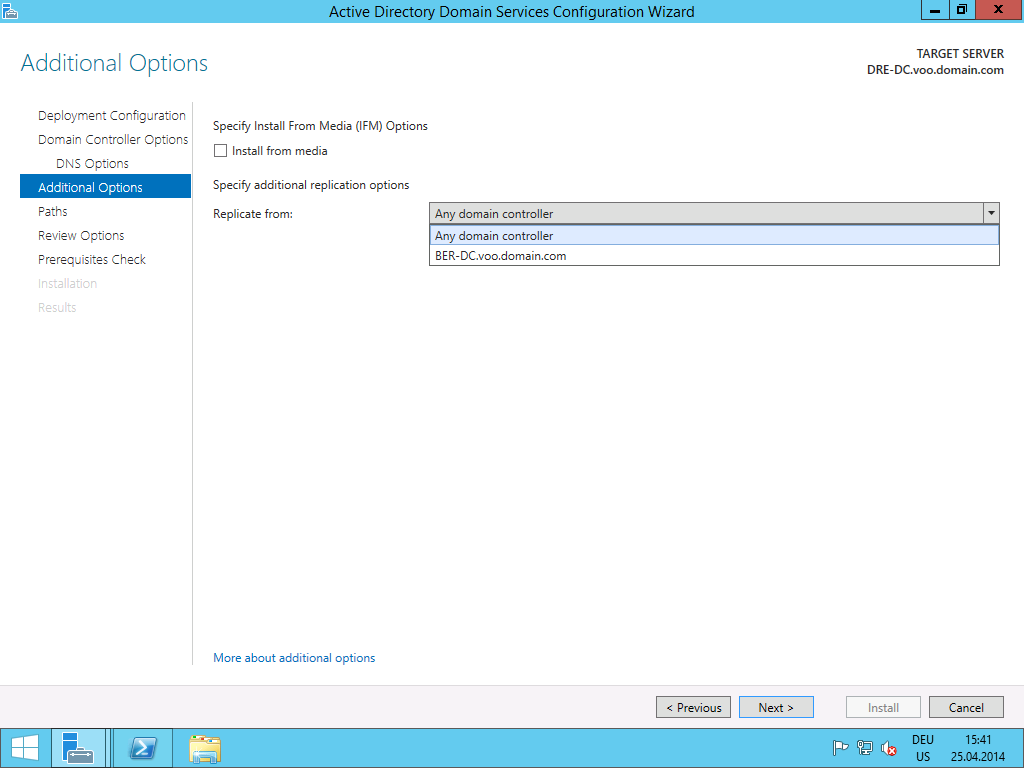 Active Directory Domain Services Configuration Wizard
Additional Options
TARGET SERVER
DRE-DC.voo.domain.com
Deployment Configuration
Domain Controller Options
DNS Options
Additional Options
Paths
Review Options
Prerequisites Check
Installation
Results
Specify Install From Media (IFM) Options
Install from media
Specify additional replication options
Replicate from:
Any domain controller
Any domain controller
BER-DC.voo.domain.com
More about additional options
< Previous
Next >
Install
Cancel
DEU
US
15:41
25.04.2014